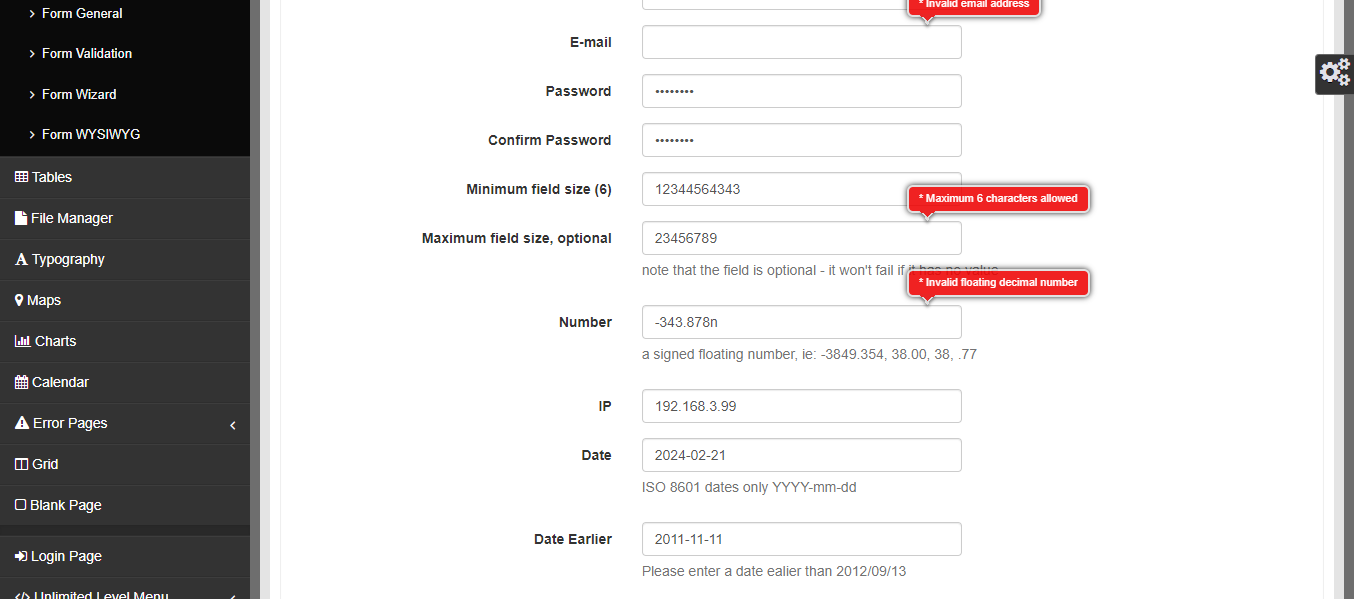 Form General
Form Validation
Form Wizard
Form WYSIWYG
Tables
File Manager
Typography
Maps
Charts
Calendar
Error Pages
Grid
Blank Page
Login Page
Unlimited Level Menu
* Invalid email address
E-mail
Password ••••••••
Confirm Password ••••••••
Minimum field size (6) 12344564343
* Maximum 6 characters allowed
Maximum field size, optional 23456789
note that the field is optional - it won't fail if it has no value
* Invalid floating decimal number
Number -343.878n
a signed floating number, ie: -3849.354, 38.00, 38, .77
IP 192.168.3.99
Date 2024-02-21
ISO 8601 dates only YYYY-mm-dd
Date Earlier 2011-11-11
Please enter a date ealier than 2012/09/13